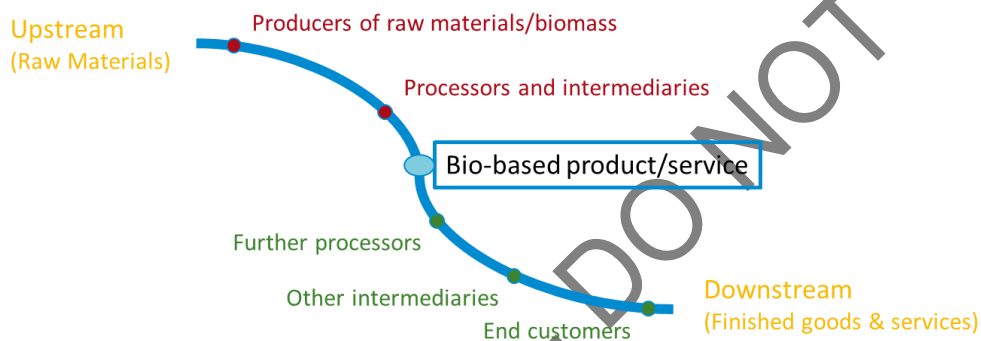 Upstream
(Raw Materials)
Producers of raw materials/biomass
Processors and intermediaries
Bio-based product/service
Further processors
Other intermediaries
End customers
Downstream
(Finished goods & services)
DO NOT